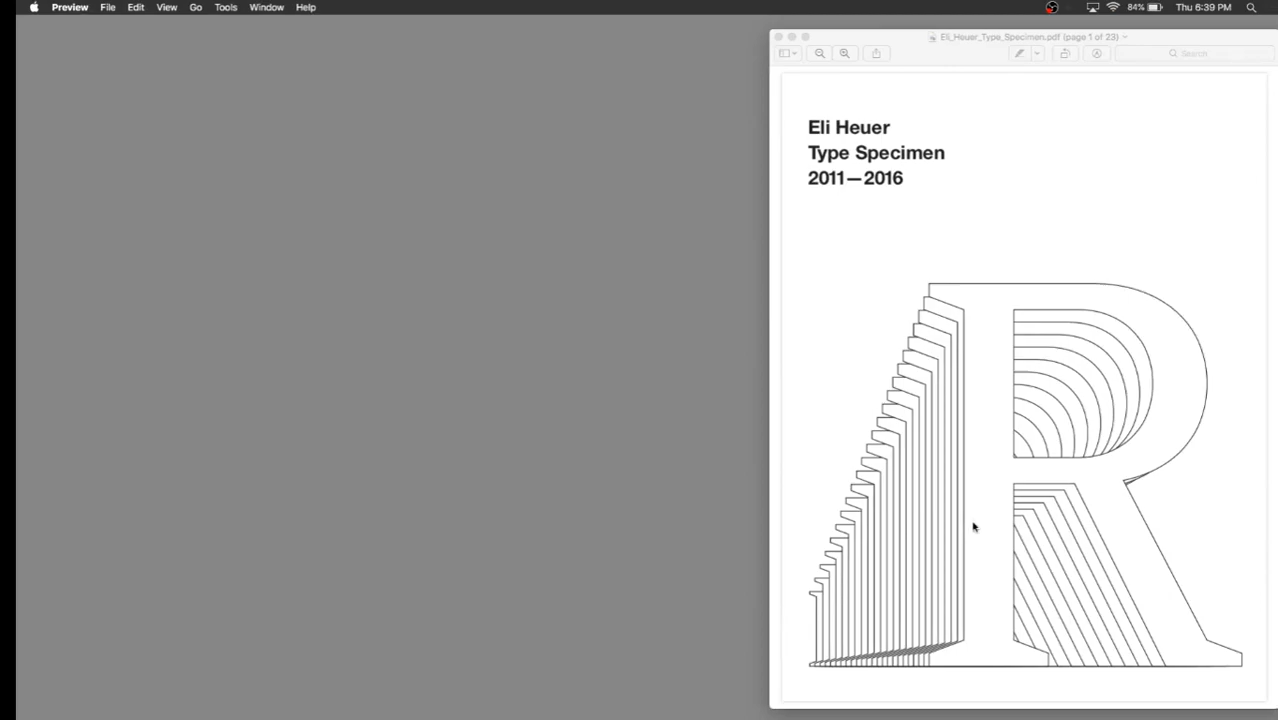 Preview File Edit View Go Tools Window Help 84% Thu 6:39 PM
Eli_Heuer_Type_Specimen.pdf (page 1 of 23)
Search
Eli Heuer
Type Specimen
2011—2016
R